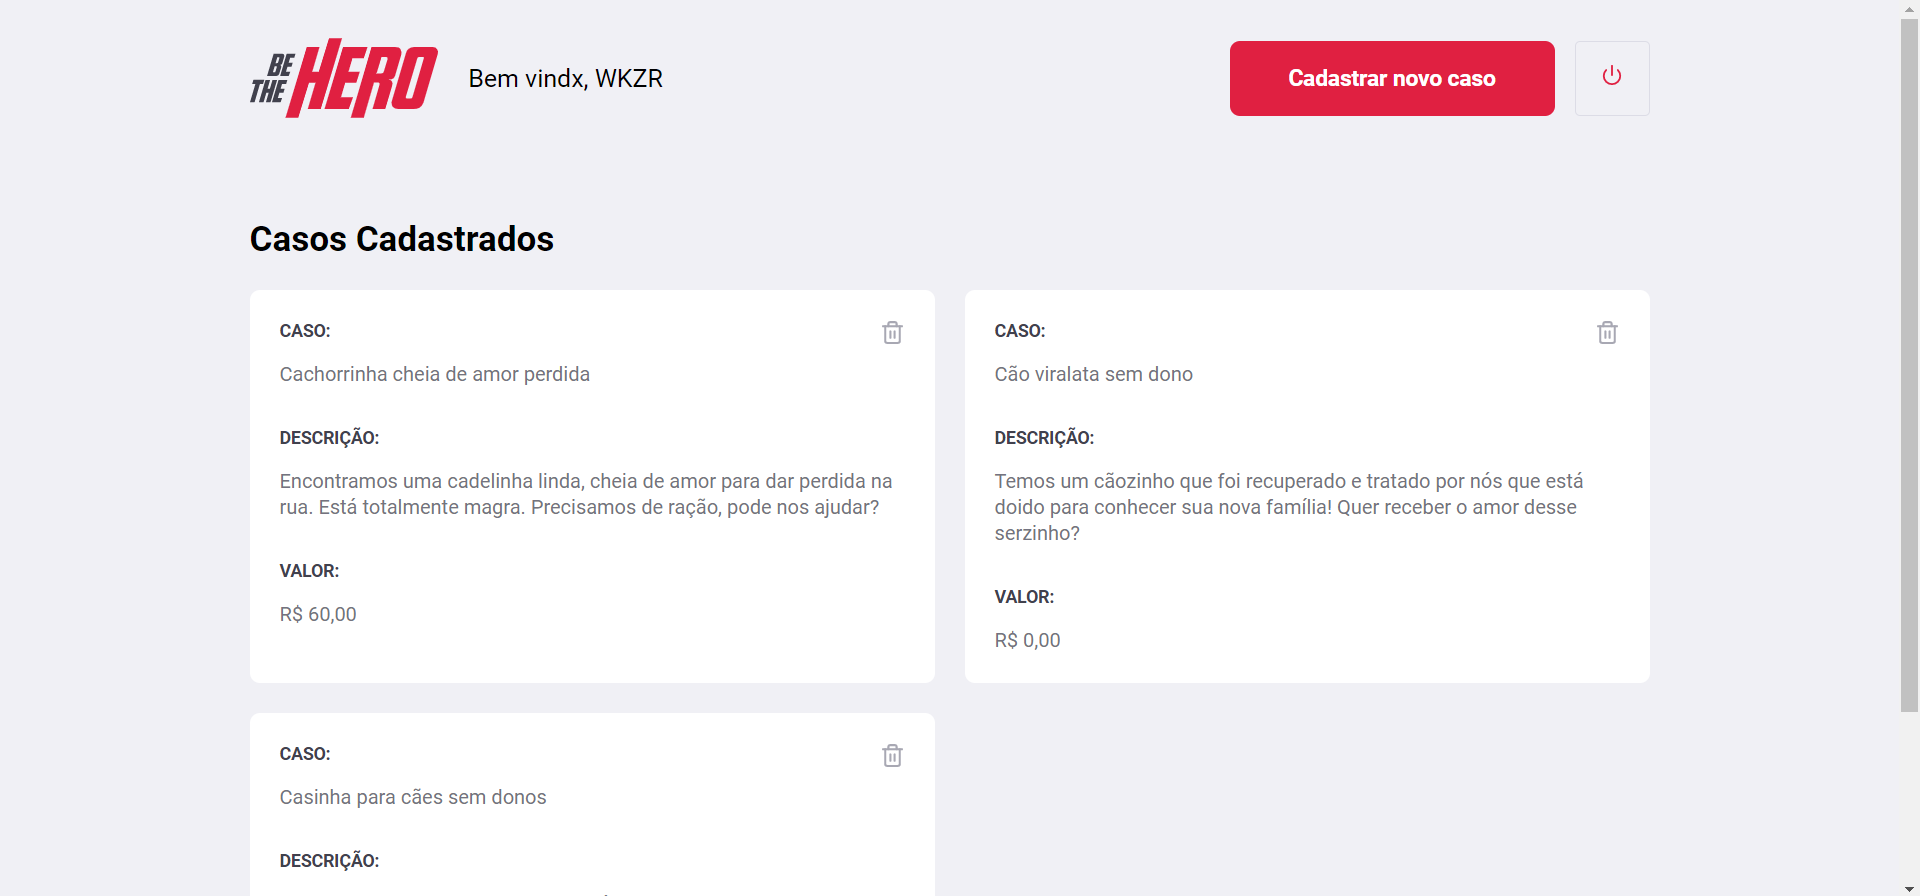 BE
THE HERO
Bem vindx, WKZR
Cadastrar novo caso
Casos Cadastrados
CASO:
Cachorrinha cheia de amor perdida
DESCRIÇÃO:
Encontramos uma cadelinha linda, cheia de amor para dar perdida na
rua. Está totalmente magra. Precisamos de ração, pode nos ajudar?
VALOR:
R$ 60,00
CASO:
Cão viralata sem dono
DESCRIÇÃO:
Temos um cãozinho que foi recuperado e tratado por nós que está
doido para conhecer sua nova família! Quer receber o amor desse
serzinho?
VALOR:
R$ 0,00
CASO:
Casinha para cães sem donos
DESCRIÇÃO: